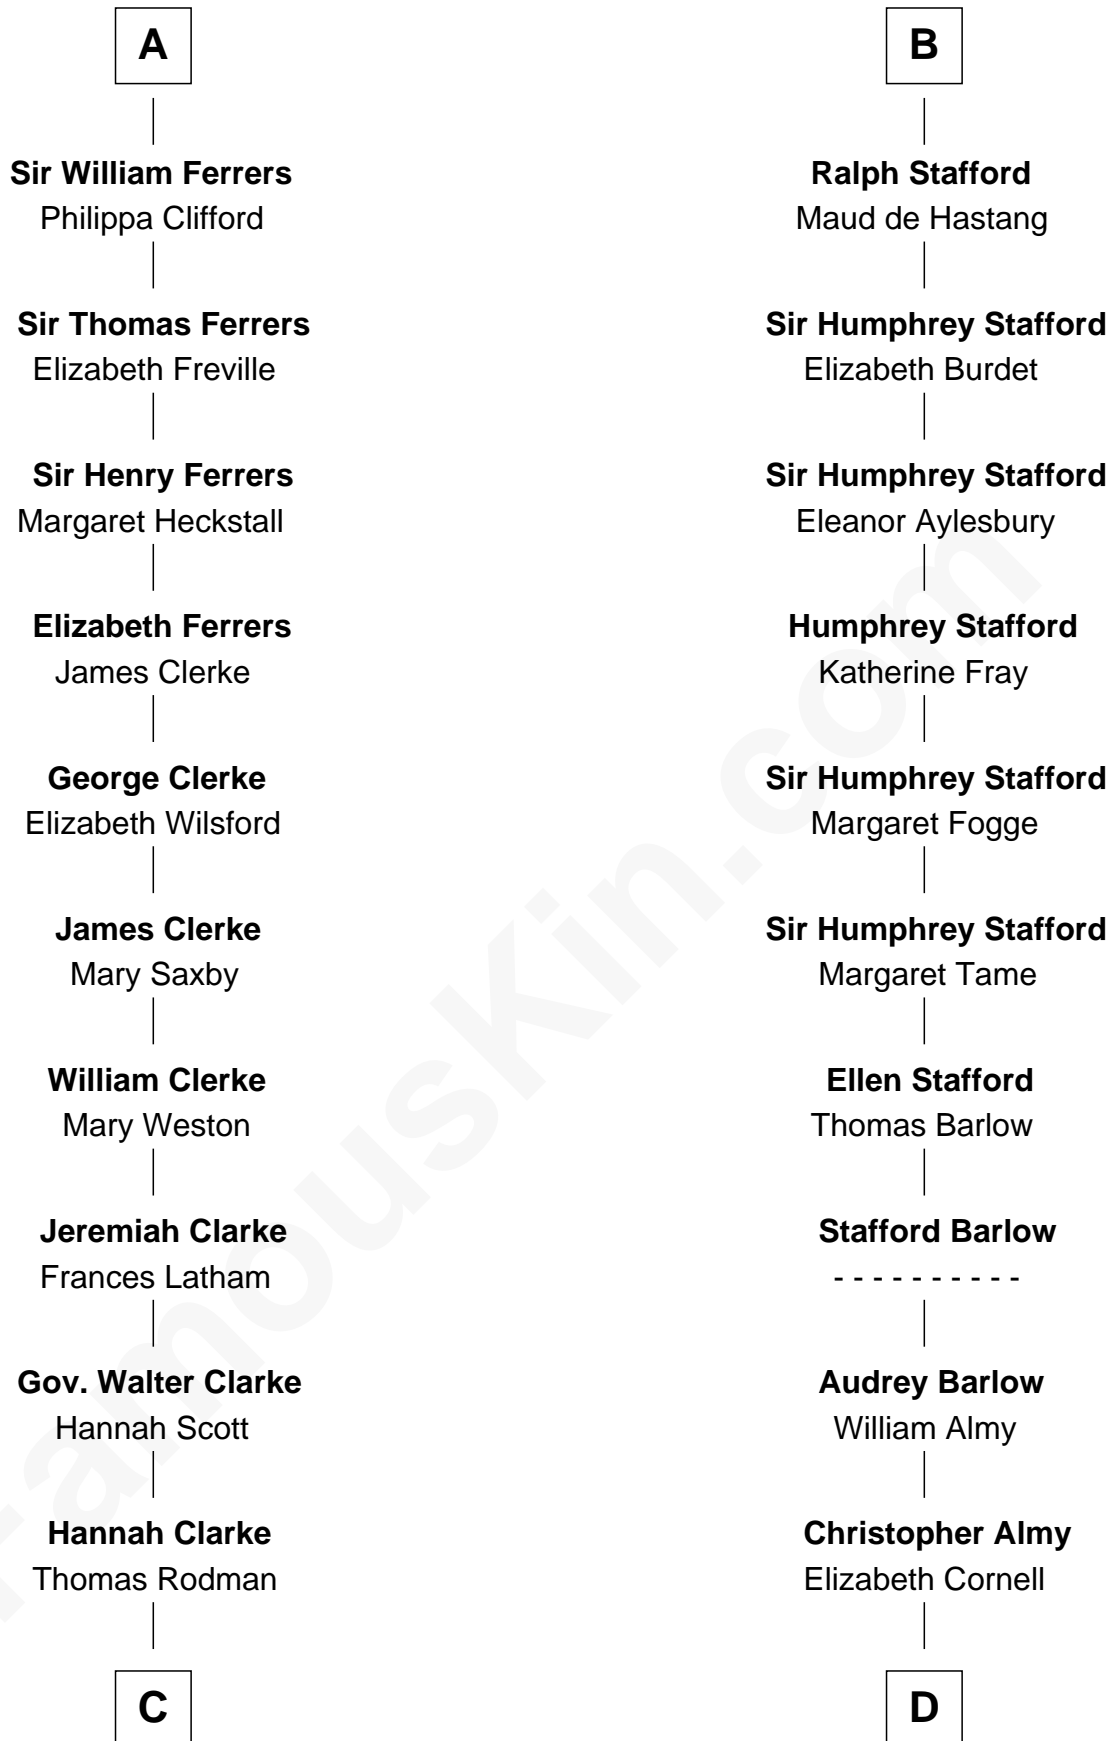 A
Sir William Ferrers
Philippa Clifford
Sir Thomas Ferrers
Elizabeth Freville
Sir Henry Ferrers
Margaret Heckstall
Elizabeth Ferrers
James Clerke
George Clerke
Elizabeth Wilsford
James Clerke
Mary Saxby
William Clerke
Mary Weston
Jeremiah Clarke
Frances Latham
Gov. Walter Clarke
Hannah Scott
Hannah Clarke
Thomas Rodman
C
B
Ralph Stafford
Maud de Hastang
Sir Humphrey Stafford
Elizabeth Burdet
Sir Humphrey Stafford
Eleanor Aylesbury
Humphrey Stafford
Katherine Fray
Sir Humphrey Stafford
Margaret Fogge
Sir Humphrey Stafford
Margaret Tame
Ellen Stafford
Thomas Barlow
Stafford Barlow
- - - - - - - - - -
Audrey Barlow
William Almy
Christopher Almy
Elizabeth Cornell
D
FamousKin.com